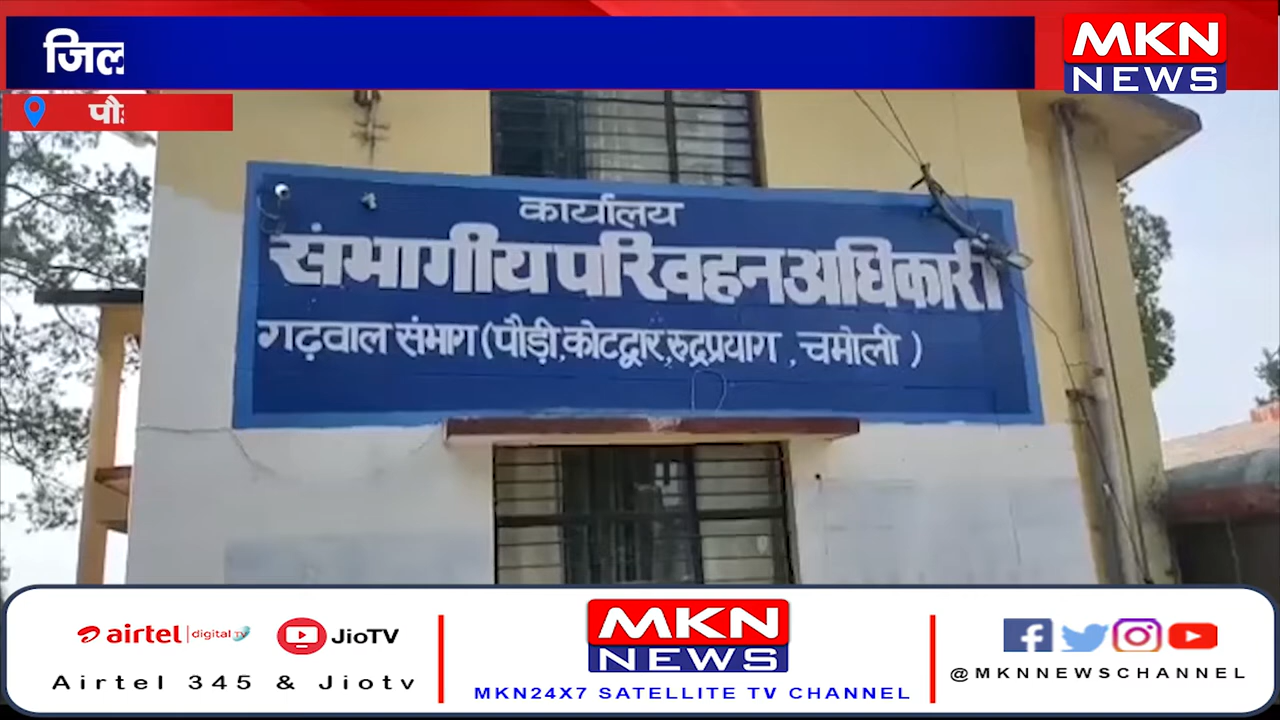 जिल
MKN
NEWS
पौ
कार्यालय
संभागीय परिवहन अधिकारी
गढ़वाल संभाग (पौड़ी, कोटद्वार, रुद्रप्रयाग , चमोली )
airtel digital TV
JioTV
Airtel 345 & Jiotv
MKN
NEWS
MKN24X7 SATELLITE TV CHANNEL
@MKNNEWSCHANNEL